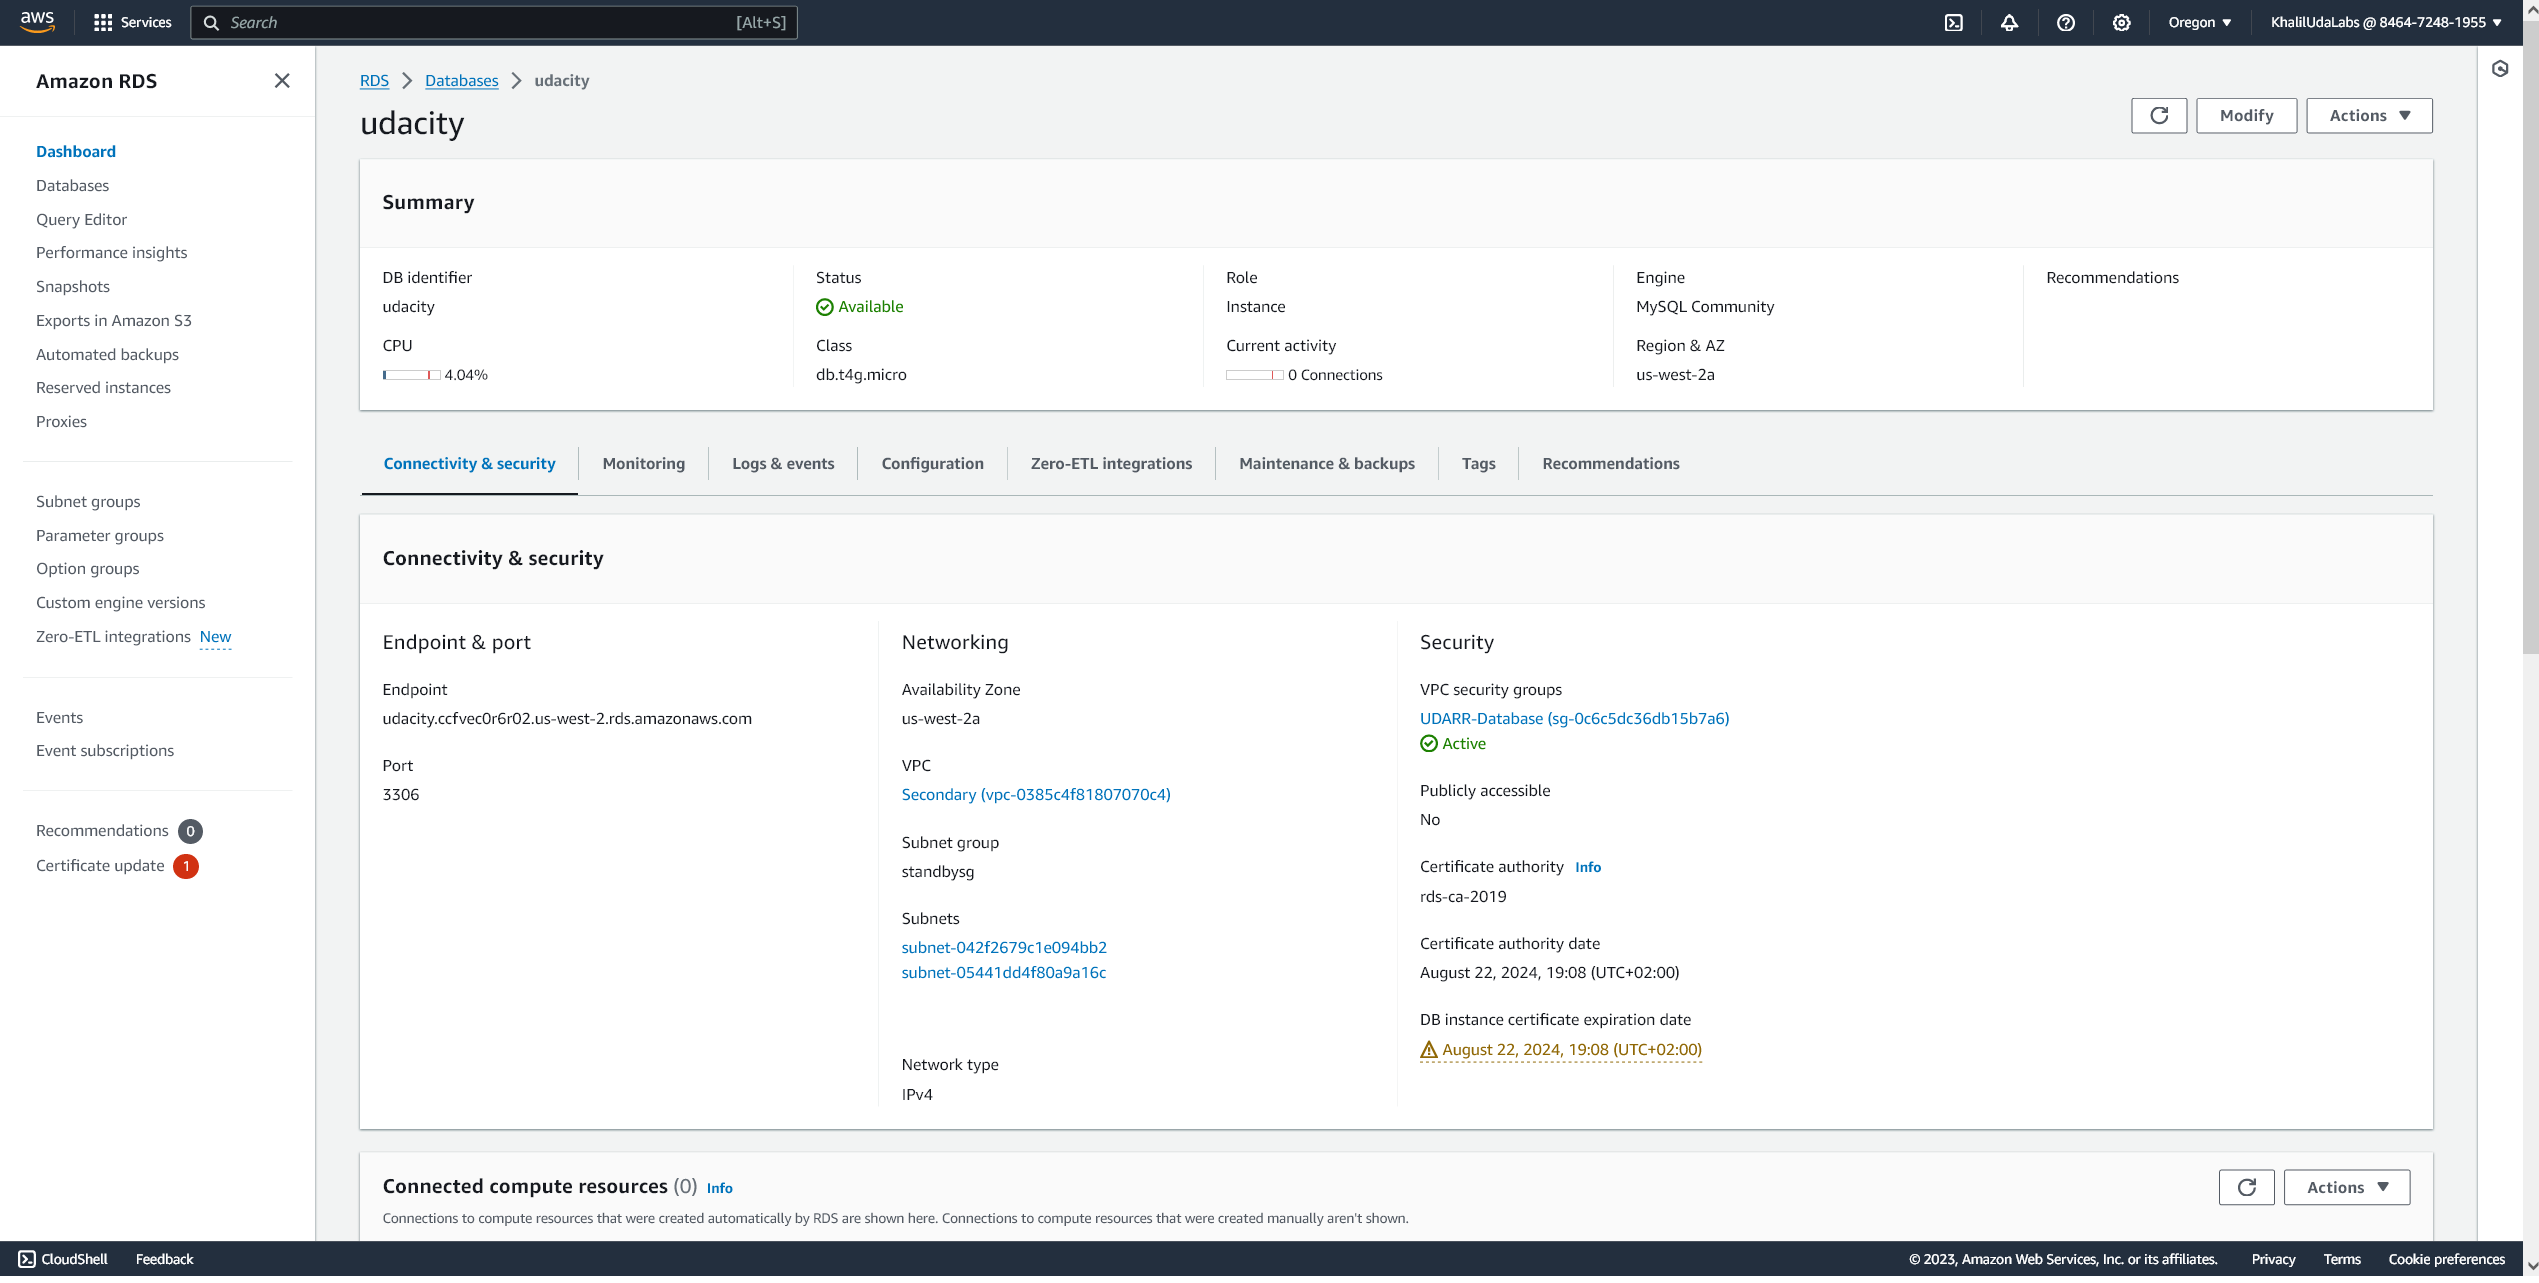 aws
Services
Search
[Alt+S]
Oregon ▼
KhalilUdaLabs @ 8464-7248-1955 ▼
Amazon RDS
Dashboard
Databases
Query Editor
Performance insights
Snapshots
Exports in Amazon S3
Automated backups
Reserved instances
Proxies
Subnet groups
Parameter groups
Option groups
Custom engine versions
Zero-ETL integrations New
Events
Event subscriptions
Recommendations 0
Certificate update 1
RDS > Databases > udacity
udacity
Modify
Actions ▼
Summary
DB identifier
udacity
CPU
4.04%
Status
Available
Class
db.t4g.micro
Role
Instance
Current activity
0 Connections
Engine
MySQL Community
Region & AZ
us-west-2a
Recommendations
Connectivity & security
Monitoring
Logs & events
Configuration
Zero-ETL integrations
Maintenance & backups
Tags
Recommendations
Connectivity & security
Endpoint & port
Endpoint
udacity.ccfvec0r6r02.us-west-2.rds.amazonaws.com
Port
3306
Networking
Availability Zone
us-west-2a
VPC
Secondary (vpc-0385c4f81807070c4)
Subnet group
standbysg
Subnets
subnet-042f2679c1e094bb2
subnet-05441dd4f80a9a16c
Network type
IPv4
Security
VPC security groups
UDARR-Database (sg-0c6c5dc36db15b7a6)
Active
Publicly accessible
No
Certificate authority Info
rds-ca-2019
Certificate authority date
August 22, 2024, 19:08 (UTC+02:00)
DB instance certificate expiration date
August 22, 2024, 19:08 (UTC+02:00)
Connected compute resources (0) Info
Connections to compute resources that were created automatically by RDS are shown here. Connections to compute resources that were created manually aren't shown.
Actions ▼
CloudShell
Feedback
© 2023, Amazon Web Services, Inc. or its affiliates.
Privacy
Terms
Cookie preferences